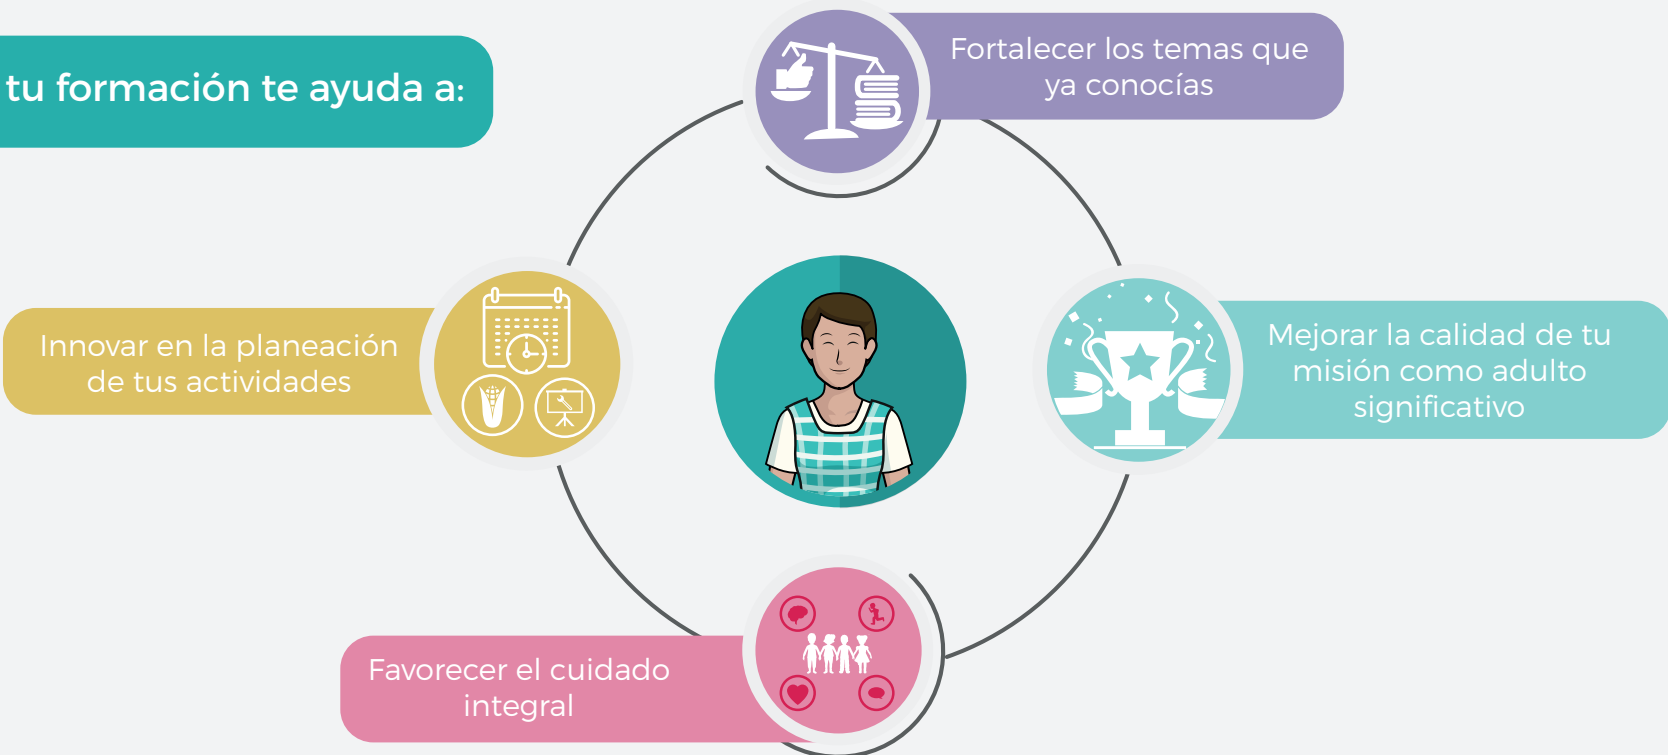 tu formación te ayuda a:
Fortalecer los temas que
ya conocías
Mejorar la calidad de tu
misión como adulto
significativo
Favorecer el cuidado
integral
Innovar en la planeación
de tus actividades